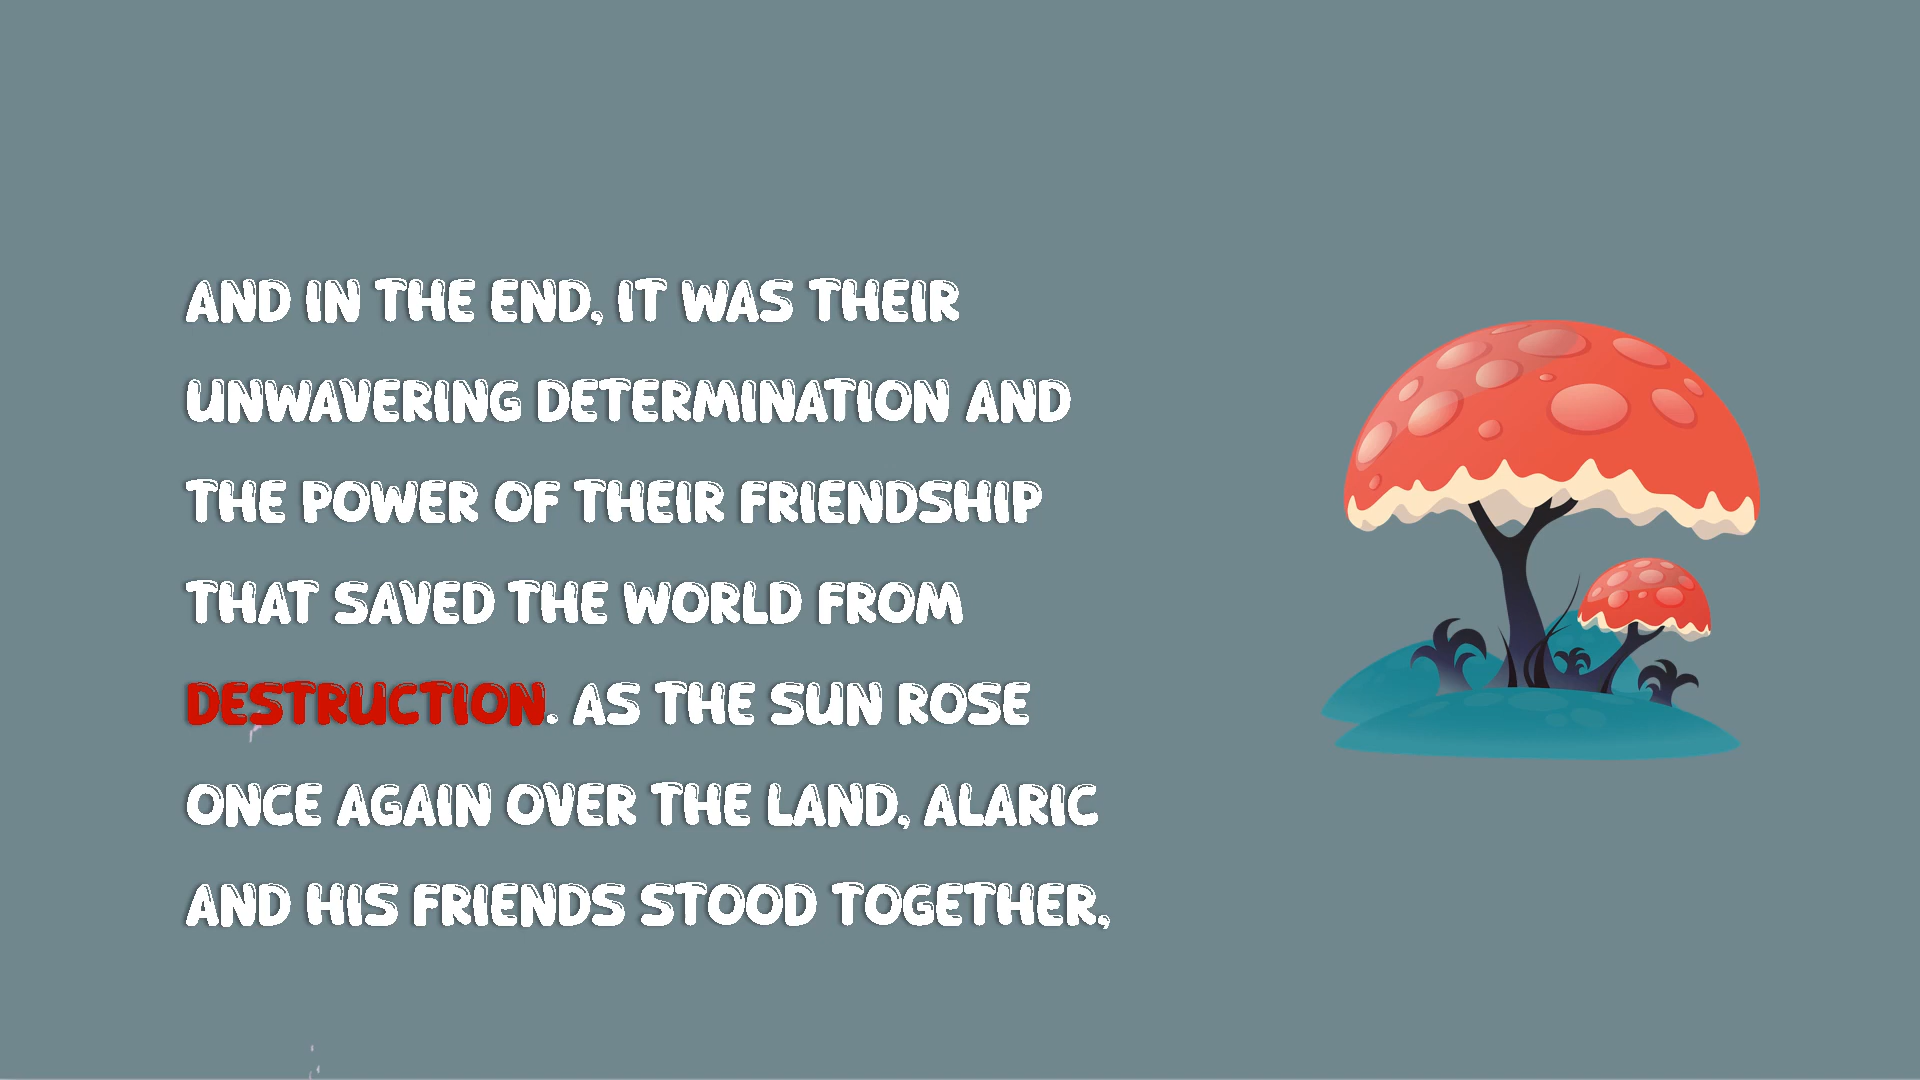 AND IN THE END, IT WAS THEIR
UNWAVERING DETERMINATION AND
THE POWER OF THEIR FRIENDSHIP
THAT SAVED THE WORLD FROM
DESTRUCTION. AS THE SUN ROSE
ONCE AGAIN OVER THE LAND, ALARIC
AND HIS FRIENDS STOOD TOGETHER,